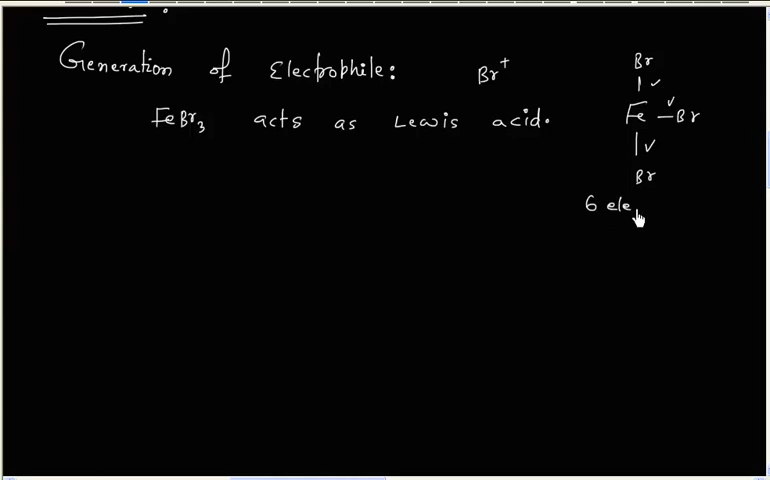 Generation of Electrophile: Br+
FeBr3 acts as Lewis acid.
Br
Fe - Br
Br
6 ele